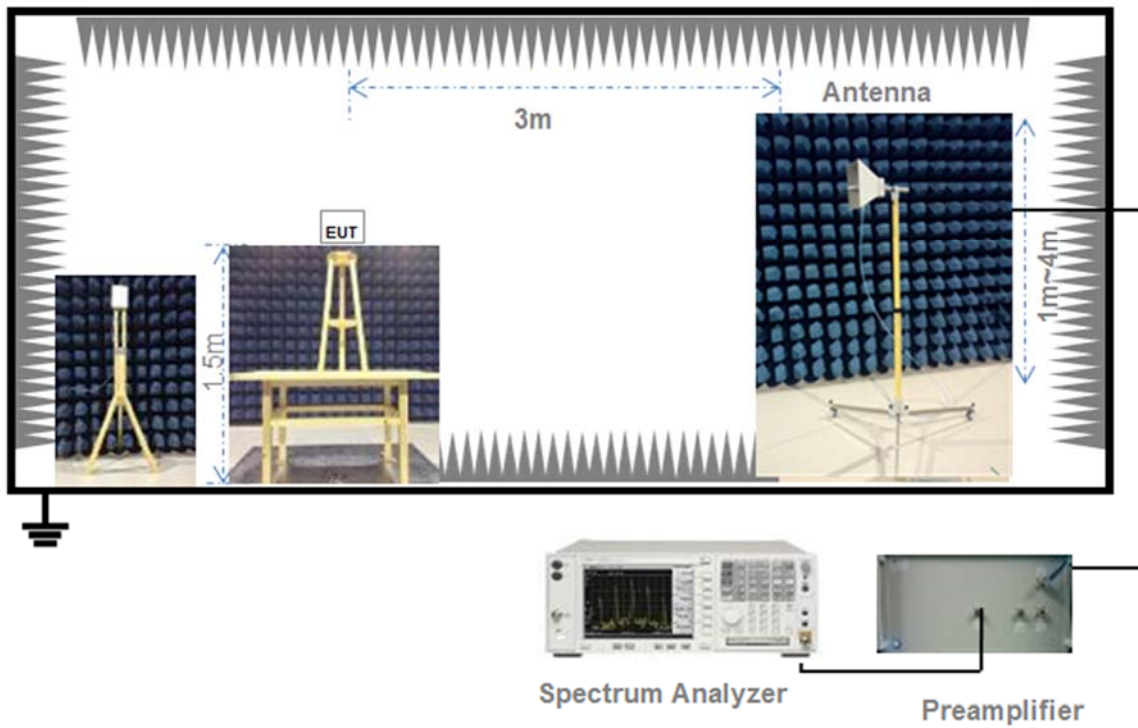 Antenna
3m
EUT
1.5m
1m~4m
Spectrum Analyzer
Preamplifier